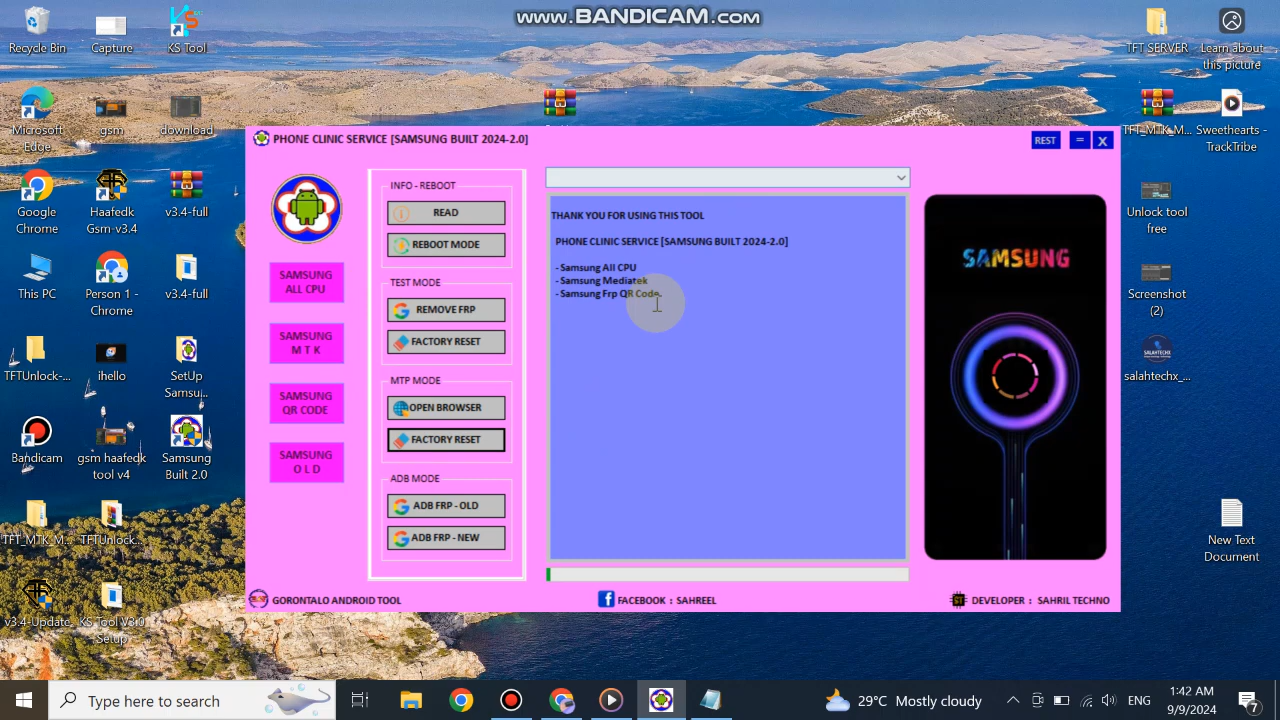 www.BANDICAM.com
Recycle Bin
Capture
KS Tool
TFT SERVER
Learn about
this picture
Microsoft
Edge
gsm
download
TFT_MTK_M...
Sweethearts -
TrackTribe
Google
Chrome
Haafedk
Gsm-v3.4
v3.4-full
Unlock tool
free
This PC
Person 1 -
Chrome
v3.4-full
Screenshot
(2)
TFTUnlock-...
ihello
SetUp
Samsu...
salahtechx_...
Bandicam
gsm haafedk
tool v4
Samsung
Built 2.0
TFT_MTK_M...
TFTUnlock...
New Text
Document
v3.4-Update
KS Tool V3.0
Setup
PHONE CLINIC SERVICE [SAMSUNG BUILT 2024-2.0]
REST
=
X
SAMSUNG
ALL CPU
SAMSUNG
M T K
SAMSUNG
QR CODE
SAMSUNG
O L D
INFO - REBOOT
READ
REBOOT MODE
TEST MODE
REMOVE FRP
FACTORY RESET
MTP MODE
OPEN BROWSER
FACTORY RESET
ADB MODE
ADB FRP - OLD
ADB FRP - NEW
THANK YOU FOR USING THIS TOOL
PHONE CLINIC SERVICE [SAMSUNG BUILT 2024-2.0]
- Samsung All CPU
- Samsung Mediatek
- Samsung Frp QR Code.
SAMSUNG
GORONTALO ANDROID TOOL
FACEBOOK : SAHREEL
DEVELOPER : SAHRIL TECHNO
Type here to search
29°C Mostly cloudy
ENG
1:42 AM
9/9/2024
7